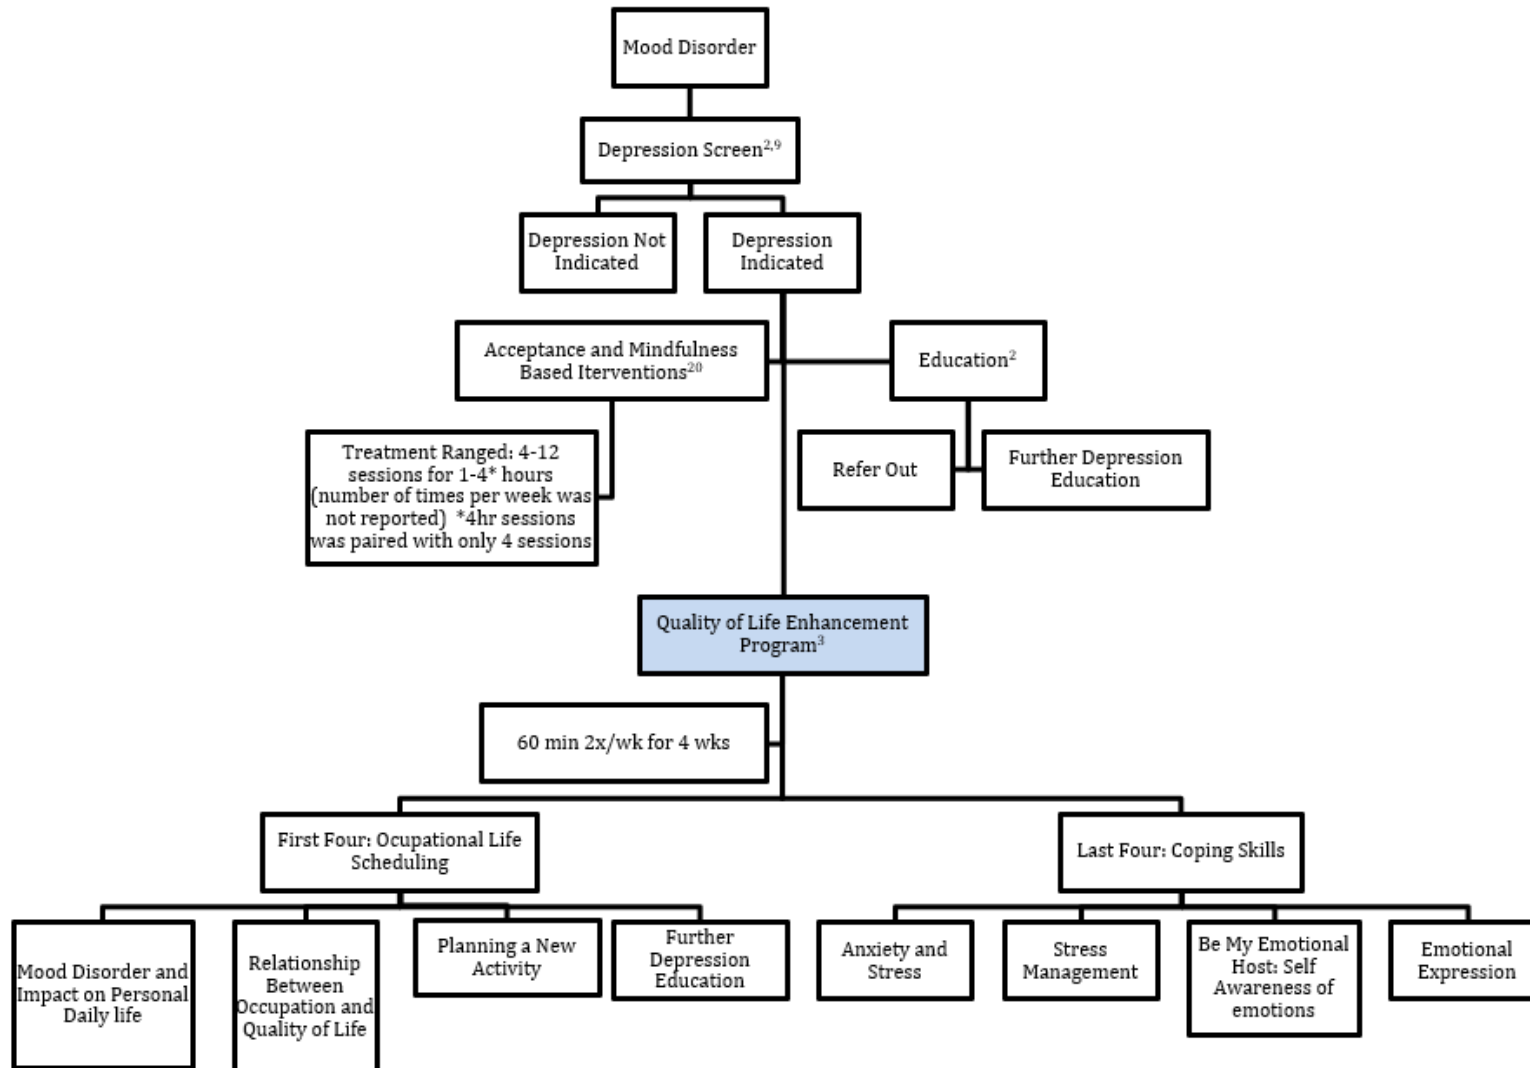 Mood Disorder
Depression Screen2,9
Depression Not
Indicated
Depression
Indicated
Acceptance and Mindfulness
Based Iterventions20
Education2
Treatment Ranged: 4-12
sessions for 1-4* hours
(number of times per week was
not reported)  *4hr sessions
was paired with only 4 sessions
Refer Out
Further Depression
Education
Quality of Life Enhancement
Program3
60 min 2x/wk for 4 wks
First Four: Ocupational Life
Scheduling
Last Four: Coping Skills
Mood Disorder and
Impact on Personal
Daily life
Relationship
Between
Occupation and
Quality of Life
Planning a New
Activity
Further
Depression
Education
Anxiety and
Stress
Stress
Management
Be My Emotional
Host: Self
Awareness of
emotions
Emotional
Expression